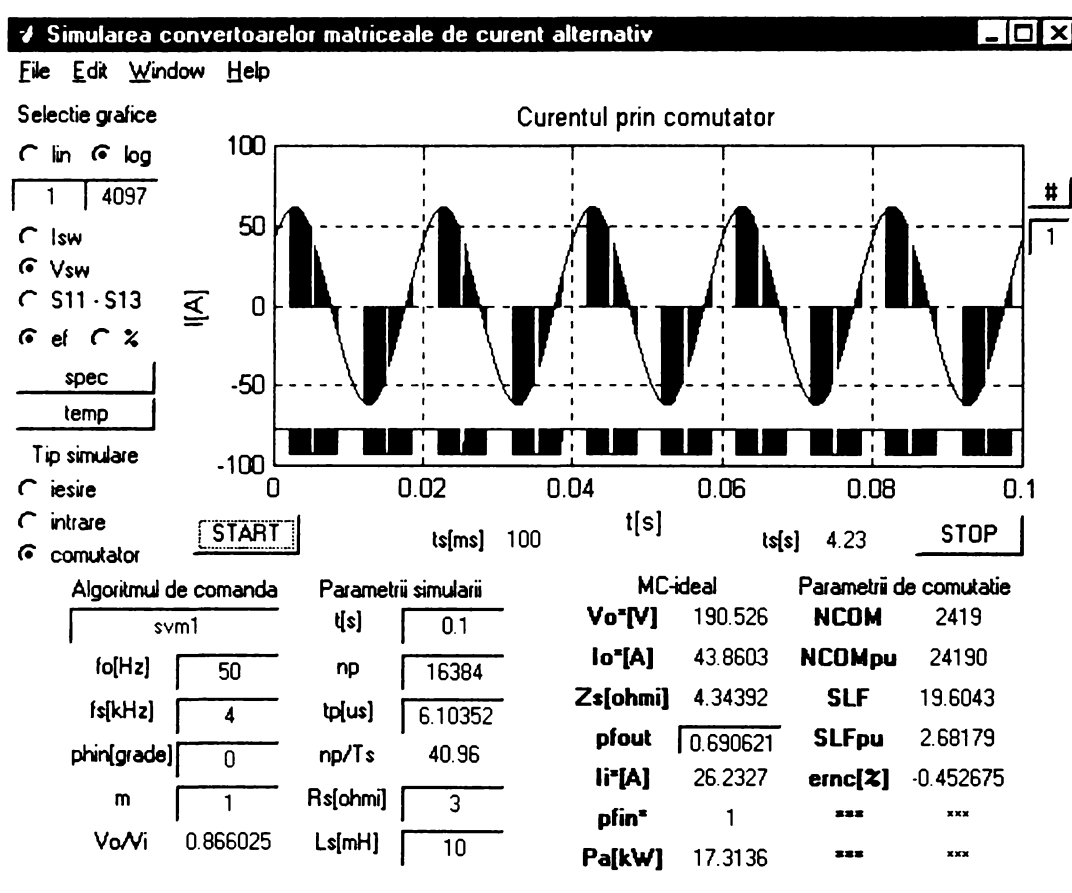 Simularea convertoarelor matriceale de curent alternativ
File Edit Window Help
Selectie grafice
lin log
1 4097
Isw
Vsw
S11 - S13
ef %
spec
temp
Tip simulare
iesire
intrare
comutator
Curentul prin comutator
100
50
0
-50
-100
I[A]
0 0.02 0.04 0.06 0.08 0.1
t[s]
#
1
START
ts[ms] 100
ts[s] 4.23
STOP
Algoritmul de comanda
svm1
fo[Hz] 50
fs[kHz] 4
phin[grade] 0
m 1
Vo/Vi 0.866025
Parametrii simularii
t[s] 0.1
np 16384
tp[us] 6.10352
np/Ts 40.96
Rs[ohmi] 3
Ls[mH] 10
MC-ideal
Vo*[V] 190.526
Io*[A] 43.8603
Zs[ohmi] 4.34392
pfout 0.690621
Ii*[A] 26.2327
pfin* 1
Pa[kW] 17.3136
Parametrii de comutatie
NCOM 2419
NCOMpu 24190
SLF 19.6043
SLFpu 2.68179
ernc[%] -0.452675
*** ***
*** ***